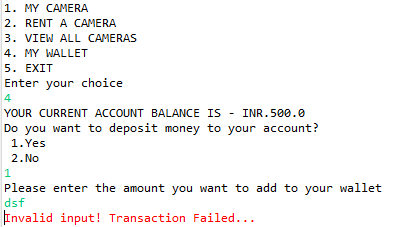 1. MY CAMERA
2. RENT A CAMERA
3. VIEW ALL CAMERAS
4. MY WALLET
5. EXIT
Enter your choice
4
YOUR CURRENT ACCOUNT BALANCE IS - INR.500.0
Do you want to deposit money to your account?
1.Yes
2.No
1
Please enter the amount you want to add to your wallet
dsf
Invalid input! Transaction Failed...